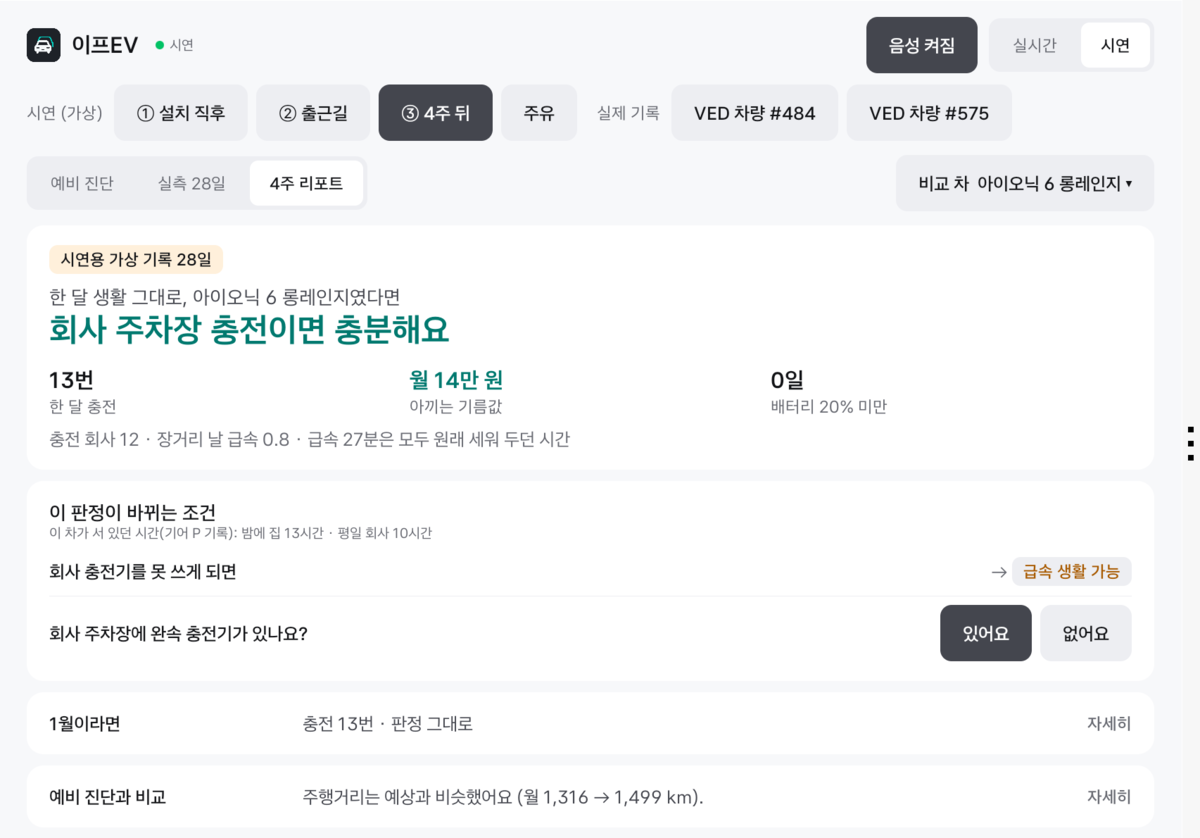 이프EV ● 시연 음성 켜짐 실시간 시연
시연 (가상) ① 설치 직후 ② 출근길 ③ 4주 뒤 주유 실제 기록 VED 차량 #484 VED 차량 #575
예비 진단 실측 28일 4주 리포트 비교 차 아이오닉 6 롱레인지 ▾
시연용 가상 기록 28일
한 달 생활 그대로, 아이오닉 6 롱레인지였다면
회사 주차장 충전이면 충분해요
13번 월 14만 원 0일
한 달 충전 아끼는 기름값 배터리 20% 미만
충전 회사 12 · 장거리 날 급속 0.8 · 급속 27분은 모두 원래 세워 두던 시간
이 판정이 바뀌는 조건
이 차가 서 있던 시간(기어 P 기록): 밤에 집 13시간 · 평일 회사 10시간
회사 충전기를 못 쓰게 되면 → 급속 생활 가능
회사 주차장에 완속 충전기가 있나요? 있어요 없어요
1월이라면 충전 13번 · 판정 그대로 자세히
예비 진단과 비교 주행거리는 예상과 비슷했어요 (월 1,316 → 1,499 km). 자세히